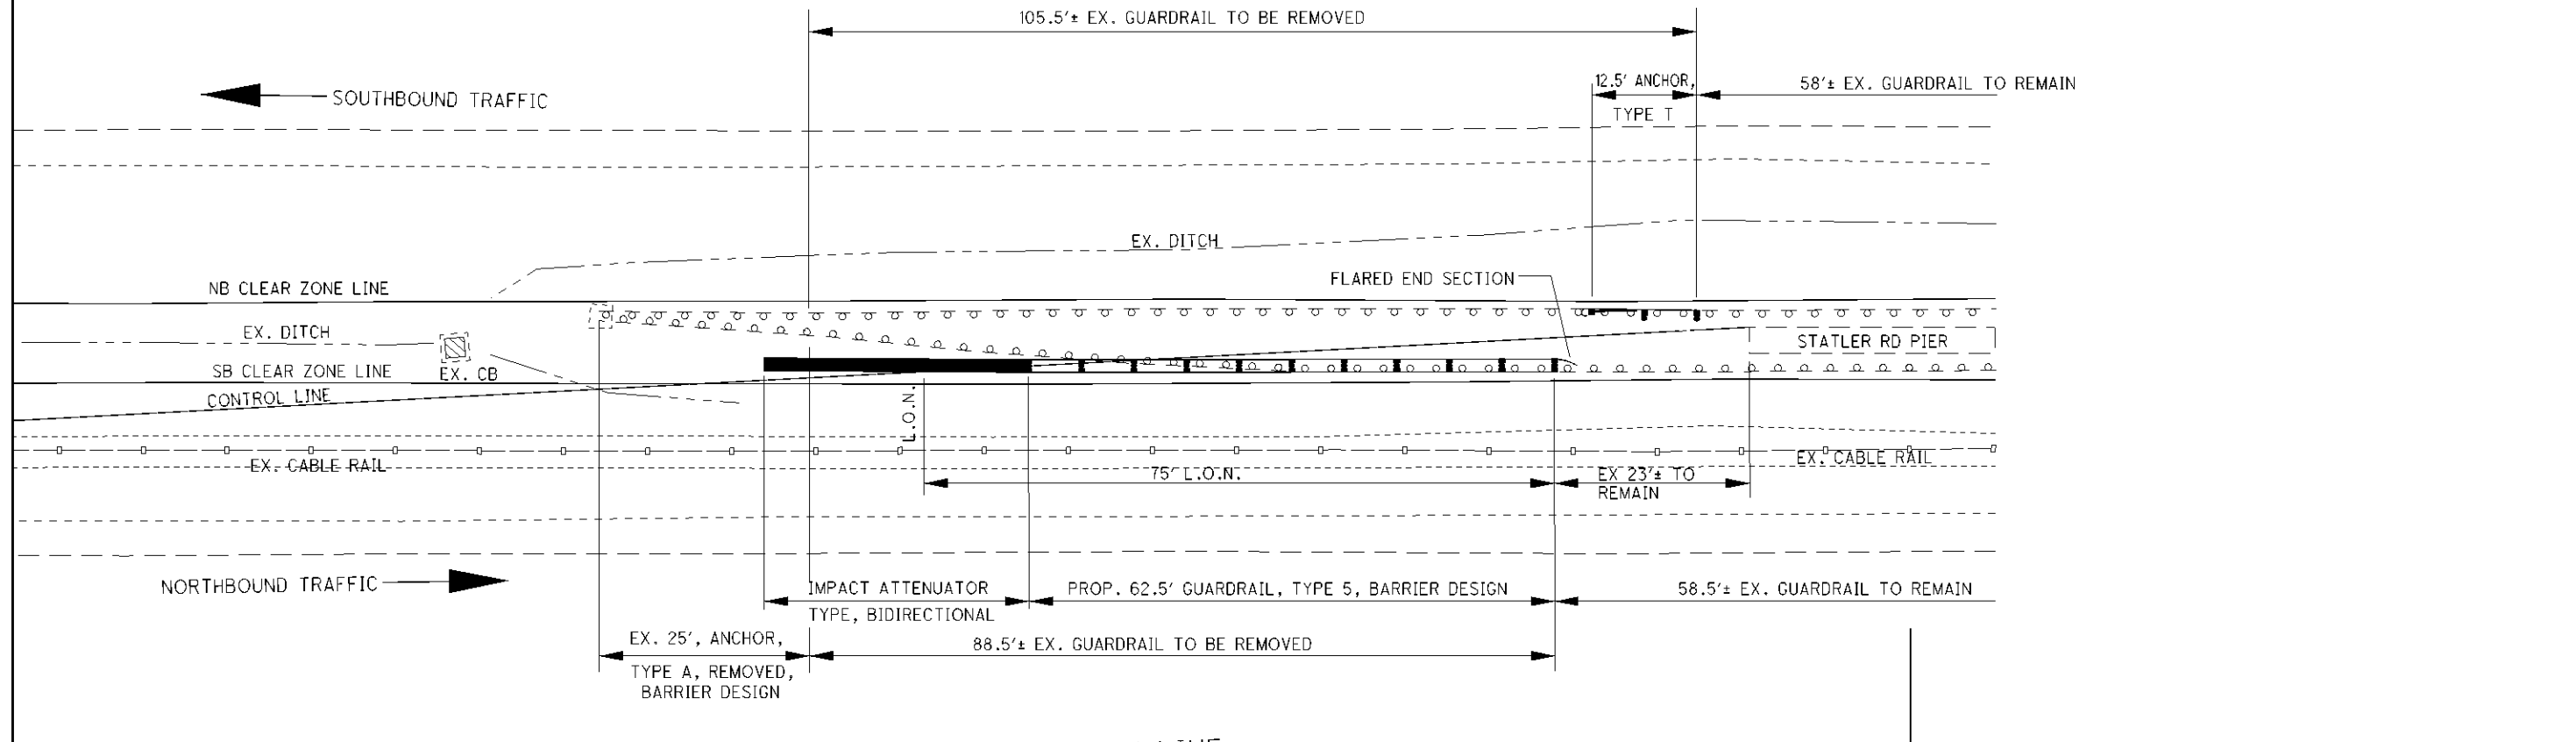 105.5'± EX. GUARDRAIL TO BE REMOVED
12.5' ANCHOR,
TYPE T
58'± EX. GUARDRAIL TO REMAIN
SOUTHBOUND TRAFFIC
EX. DITCH
FLARED END SECTION
NB CLEAR ZONE LINE
EX. DITCH
EX. CB
STATLER RD PIER
SB CLEAR ZONE LINE
CONTROL LINE
L.O.N.
EX. CABLE RAIL
EX. CABLE RAIL
75' L.O.N.
EX 23'± TO
REMAIN
NORTHBOUND TRAFFIC
IMPACT ATTENUATOR
TYPE, BIDIRECTIONAL
PROP. 62.5' GUARDRAIL, TYPE 5, BARRIER DESIGN
58.5'± EX. GUARDRAIL TO REMAIN
EX. 25', ANCHOR,
TYPE A, REMOVED,
BARRIER DESIGN
88.5'± EX. GUARDRAIL TO BE REMOVED